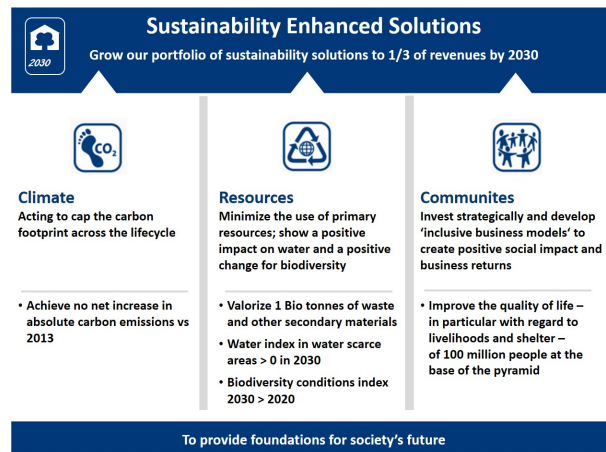 Sustainability Enhanced Solutions
Grow our portfolio of sustainability solutions to 1/3 of revenues by 2030
2030
CO2
Climate
Acting to cap the carbon
footprint across the lifecycle
• Achieve no net increase in
absolute carbon emissions vs
2013
Resources
Minimize the use of primary
resources; show a positive
impact on water and a positive
change for biodiversity
• Valorize 1 Bio tonnes of waste
and other secondary materials
• Water index in water scarce
areas > 0 in 2030
• Biodiversity conditions index
2030 > 2020
Communites
Invest strategically and develop
‘inclusive business models‘ to
create positive social impact and
business returns
• Improve the quality of life –
in particular with regard to
livelihoods and shelter –
of 100 million people at the
base of the pyramid
To provide foundations for society’s future